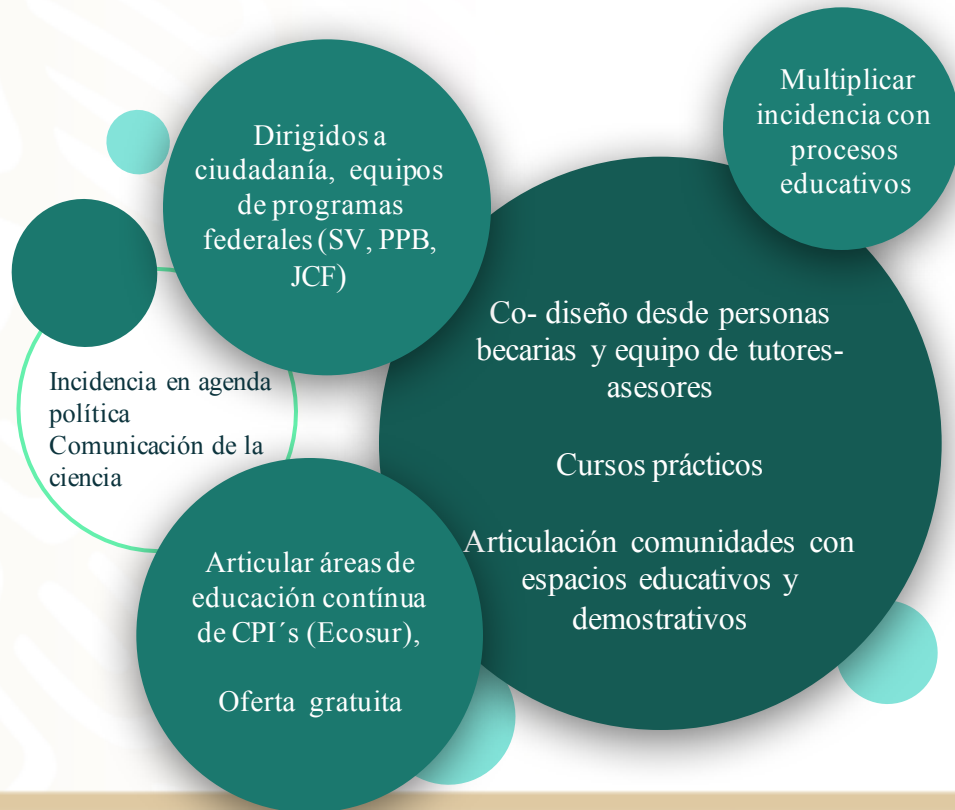 Multiplicar
incidencia con
procesos
educativos
Dirigidos a
ciudadanía, equipos
de programas
federales (SV, PPB,
JCF)
Co- diseño desde personas
becarias y equipo de tutores-
asesores
Cursos prácticos
Articulación comunidades con
espacios educativos y
demostrativos
Incidencia en agenda
política
Comunicación de la
ciencia
Articular áreas de
educación contínua
de CPI´s (Ecosur),
Oferta gratuita